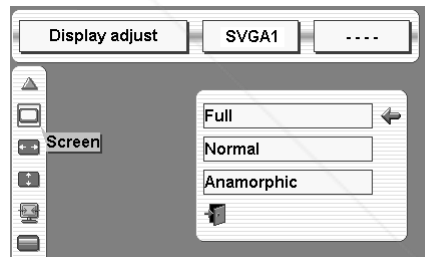 Display adjust SVGA1 ----
Screen
Full
Normal
Anamorphic